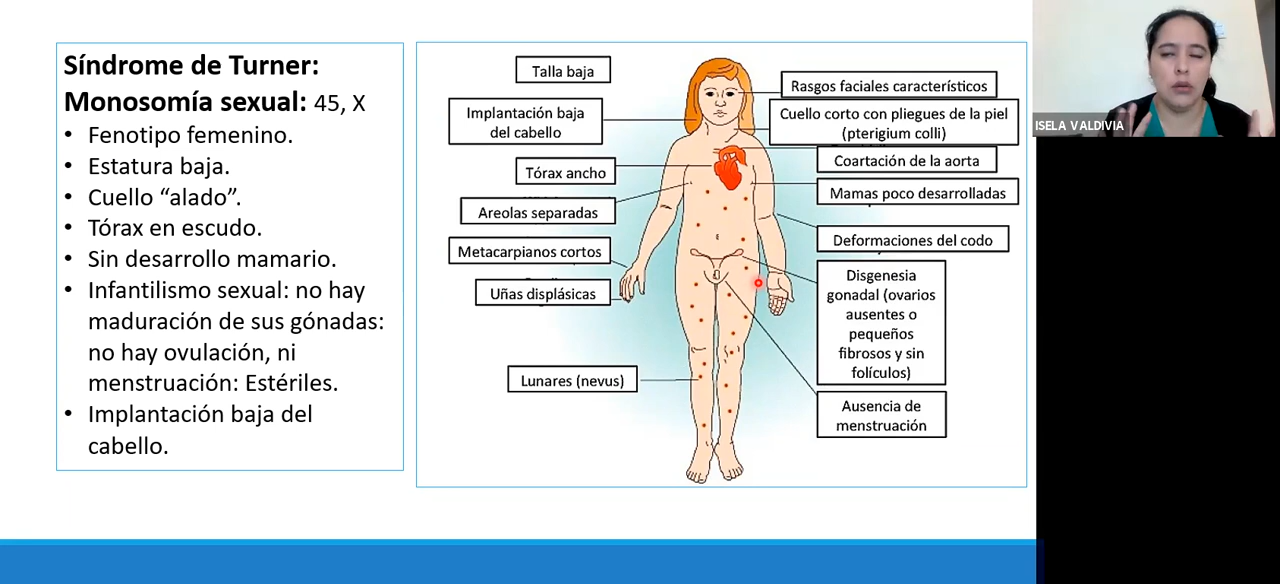 Síndrome de Turner:
Monosomía sexual: 45, X
• Fenotipo femenino.
• Estatura baja.
• Cuello “alado”.
• Tórax en escudo.
• Sin desarrollo mamario.
• Infantilismo sexual: no hay
maduración de sus gónadas:
no hay ovulación, ni
menstruación: Estériles.
• Implantación baja del
cabello.
Talla baja
Implantación baja
del cabello
Tórax ancho
Areolas separadas
Metacarpianos cortos
Uñas displásicas
Lunares (nevus)
Rasgos faciales característicos
Cuello corto con pliegues de la piel
(pterigium colli)
Coartación de la aorta
Mamas poco desarrolladas
Deformaciones del codo
Disgenesia
gonadal (ovarios
ausentes o
pequeños
fibrosos y sin
folículos)
Ausencia de
menstruación
ISELA VALDIVIA